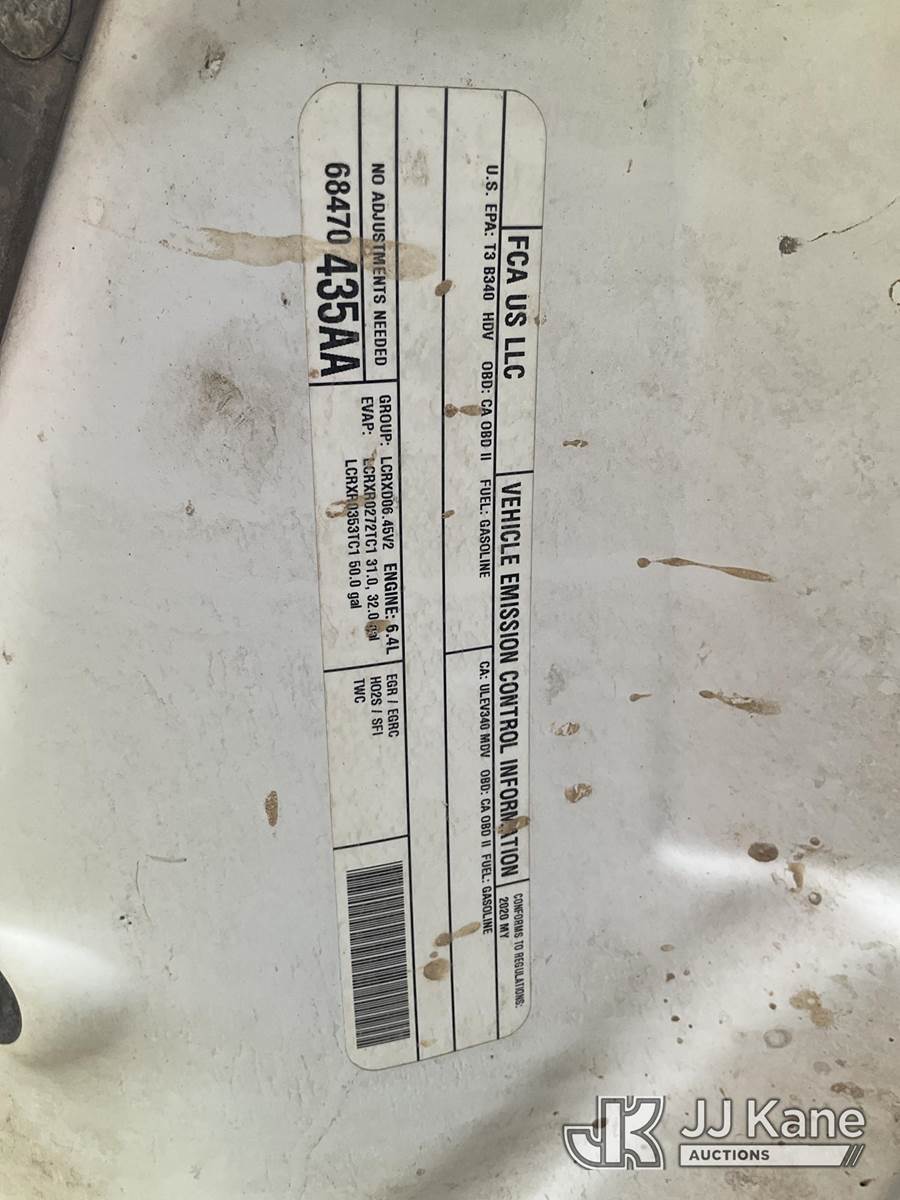 FCA US LLC
VEHICLE EMISSION CONTROL INFORMATION
CONFORMS TO REGULATIONS:
2020 MY
U.S. EPA: T3 B340 HDV OBD: CA OBD II FUEL: GASOLINE
CA: ULEV340 MDV OBD: CA OBD II FUEL: GASOLINE
NO ADJUSTMENTS NEEDED
68470 435AA
GROUP: LCRXD06.45V2 ENGINE: 6.4L
EVAP: LCRXR0272TC1 31.0, 32.0 gal
LCRXR0353TC1 50.0 gal
EGR / EGRC
HO2S / SFI
TWC
JK JJ Kane
AUCTIONS